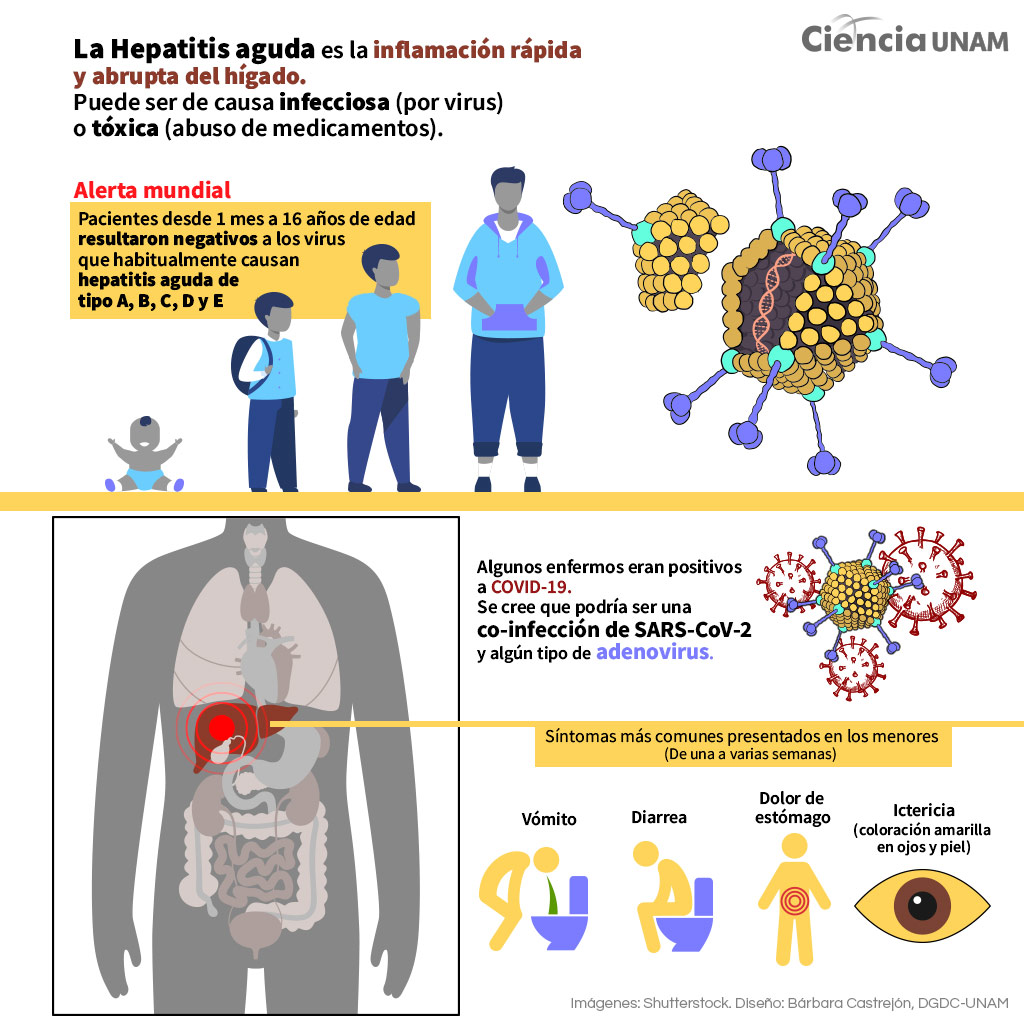 La Hepatitis aguda es la inflamación rápida
y abrupta del hígado.
Puede ser de causa infecciosa (por virus)
o tóxica (abuso de medicamentos).
Ciencia UNAM
Alerta mundial
Pacientes desde 1 mes a 16 años de edad
resultaron negativos a los virus
que habitualmente causan
hepatitis aguda de
tipo A, B, C, D y E
Algunos enfermos eran positivos
a COVID-19.
Se cree que podría ser una
co-infección de SARS-CoV-2
y algún tipo de adenovirus.
Síntomas más comunes presentados en los menores
(De una a varias semanas)
Vómito
Diarrea
Dolor de
estómago
Ictericia
(coloración amarilla
en ojos y piel)
Imágenes: Shutterstock. Diseño: Bárbara Castrejón, DGDC-UNAM